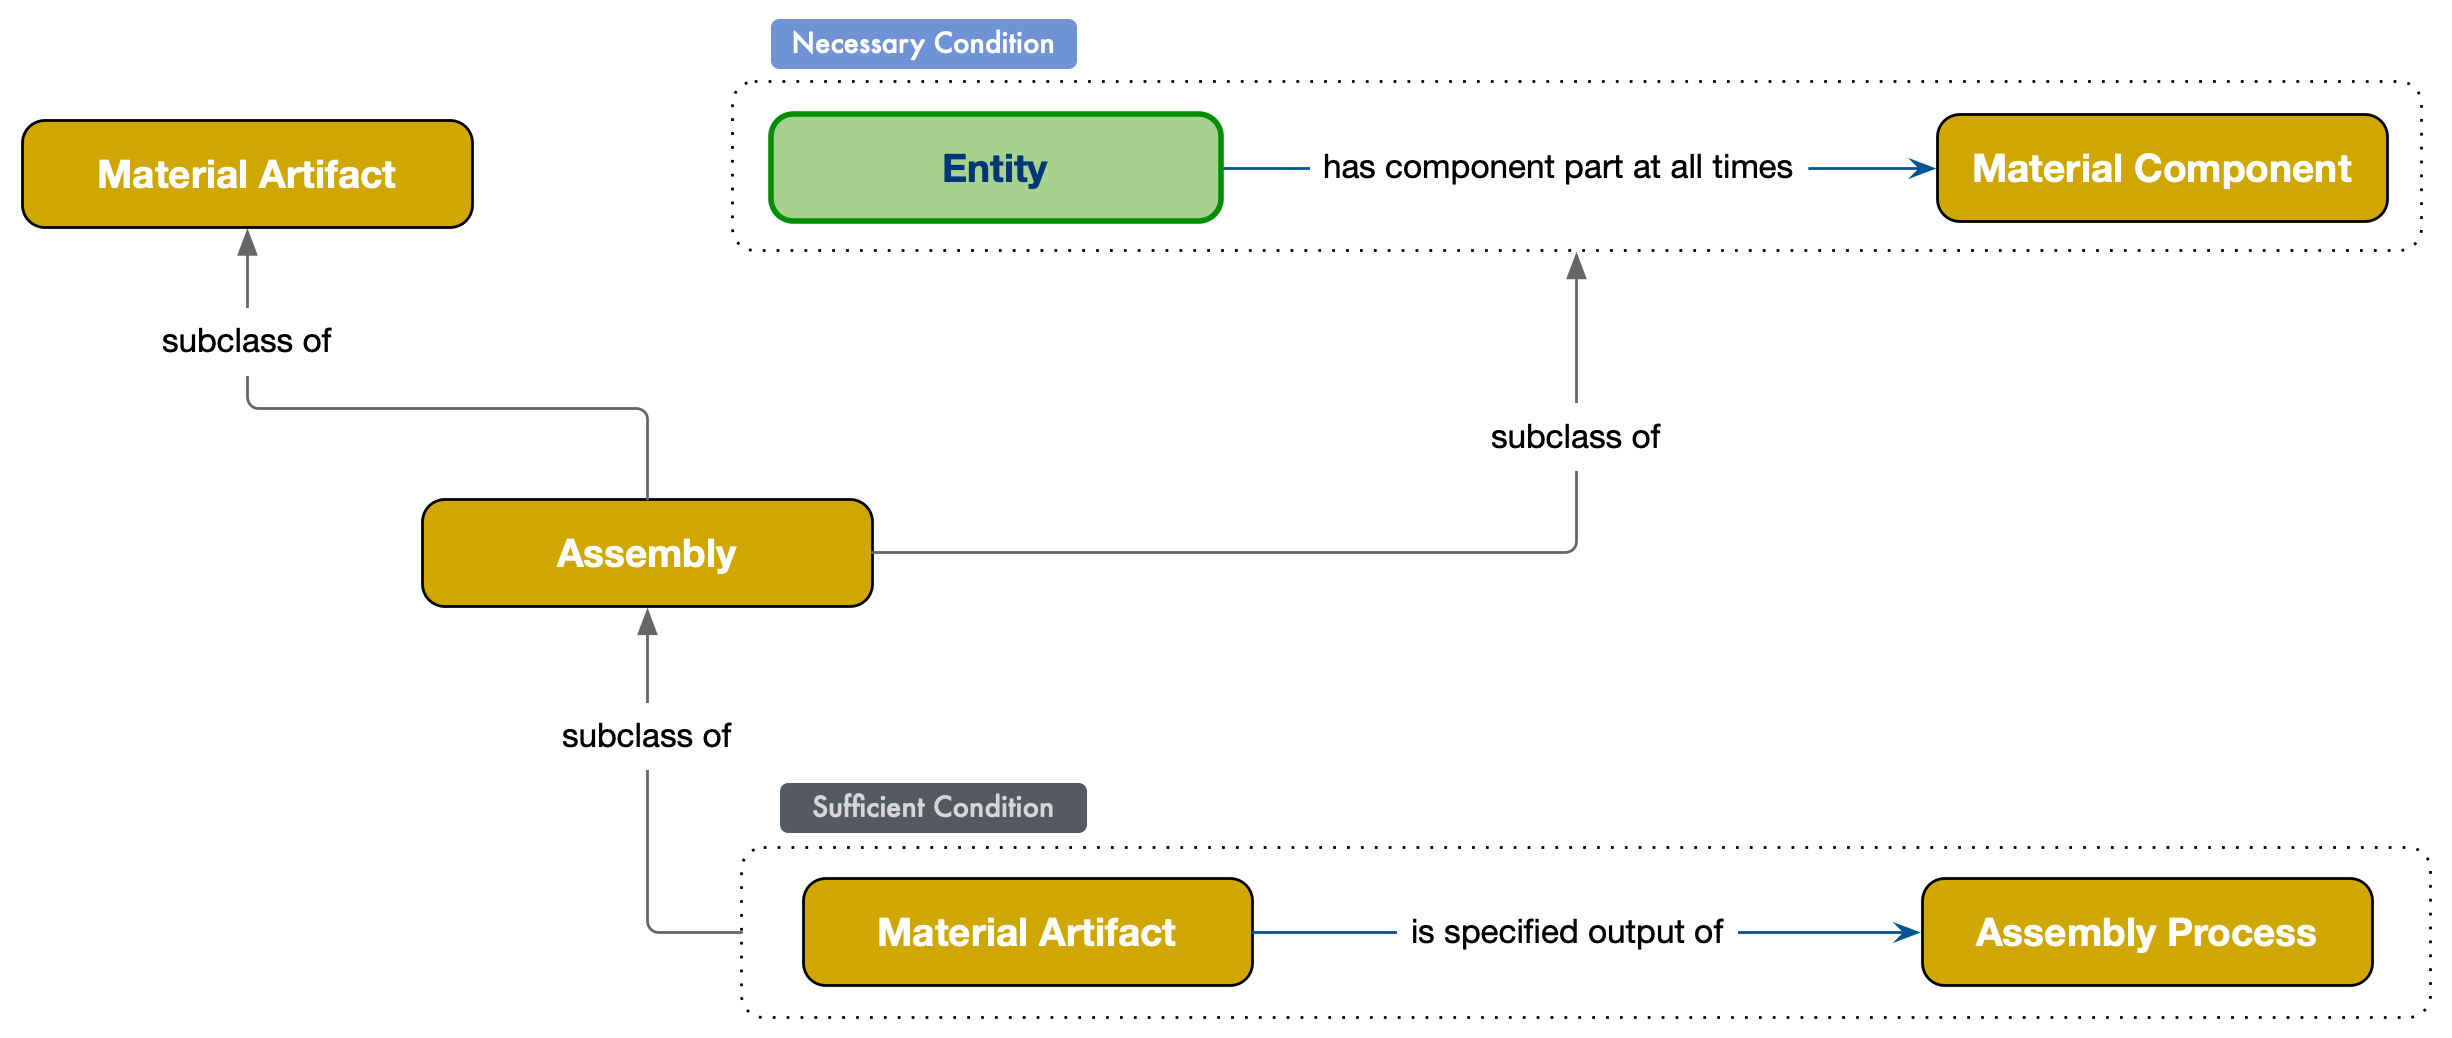 Necessary Condition
Material Artifact
Entity
has component part at all times
Material Component
subclass of
subclass of
Assembly
subclass of
Sufficient Condition
Material Artifact
is specified output of
Assembly Process